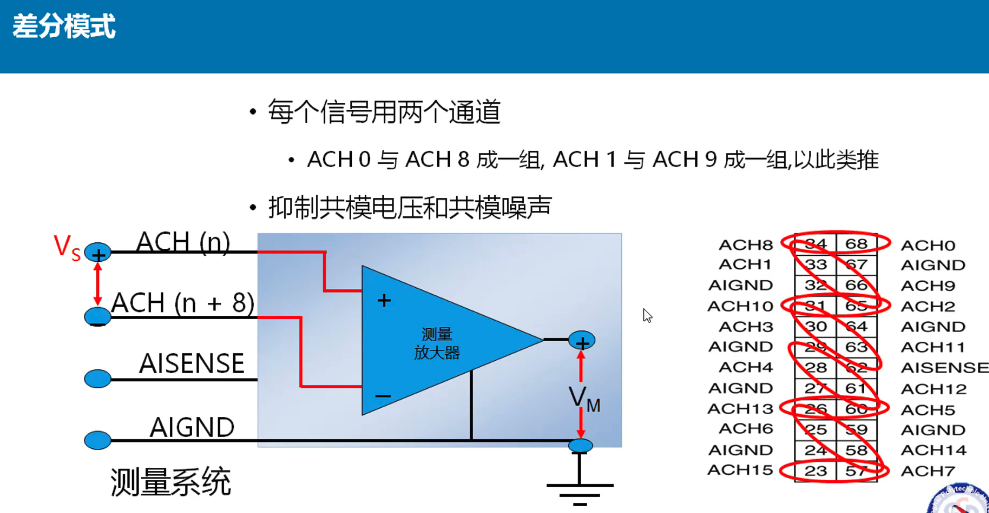 差分模式
• 每个信号用两个通道
• ACH 0 与 ACH 8 成一组, ACH 1 与 ACH 9 成一组,以此类推
• 抑制共模电压和共模噪声
VS
+
ACH (n)
ACH (n + 8)
−
AISENSE
AIGND
+
−
测量
放大器
+
VM
−
测量系统
ACH8 34 68 ACH0
ACH1 33 67 AIGND
AIGND 32 66 ACH9
ACH10 31 65 ACH2
ACH3 30 64 AIGND
AIGND 29 63 ACH11
ACH4 28 62 AISENSE
AIGND 27 61 ACH12
ACH13 26 60 ACH5
ACH6 25 59 AIGND
AIGND 24 58 ACH14
ACH15 23 57 ACH7